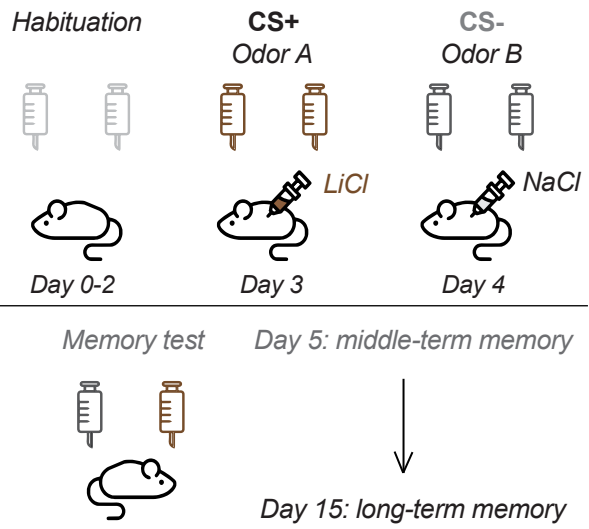 Habituation
CS+
Odor A
CS-
Odor B
LiCl
NaCl
Day 0-2
Day 3
Day 4
Memory test
Day 5: middle-term memory
Day 15: long-term memory